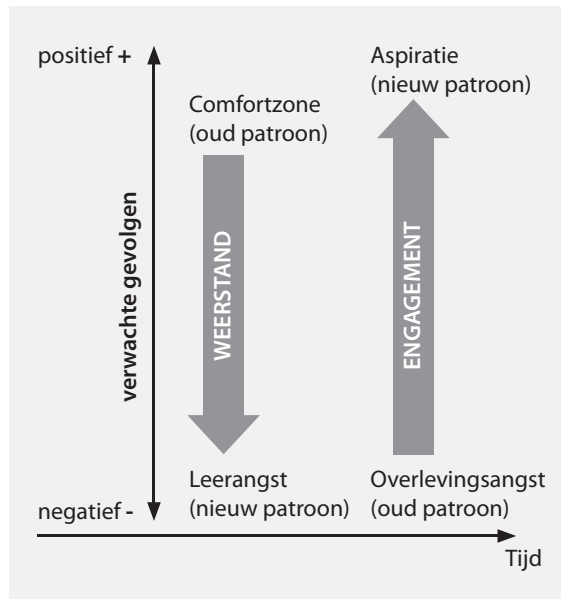 positief +
Aspiratie
(nieuw patroon)
Comfortzone
(oud patroon)
verwachte gevolgen
WEERSTAND
ENGAGEMENT
Leerangst
(nieuw patroon)
Overlevingsangst
(oud patroon)
negatief -
Tijd